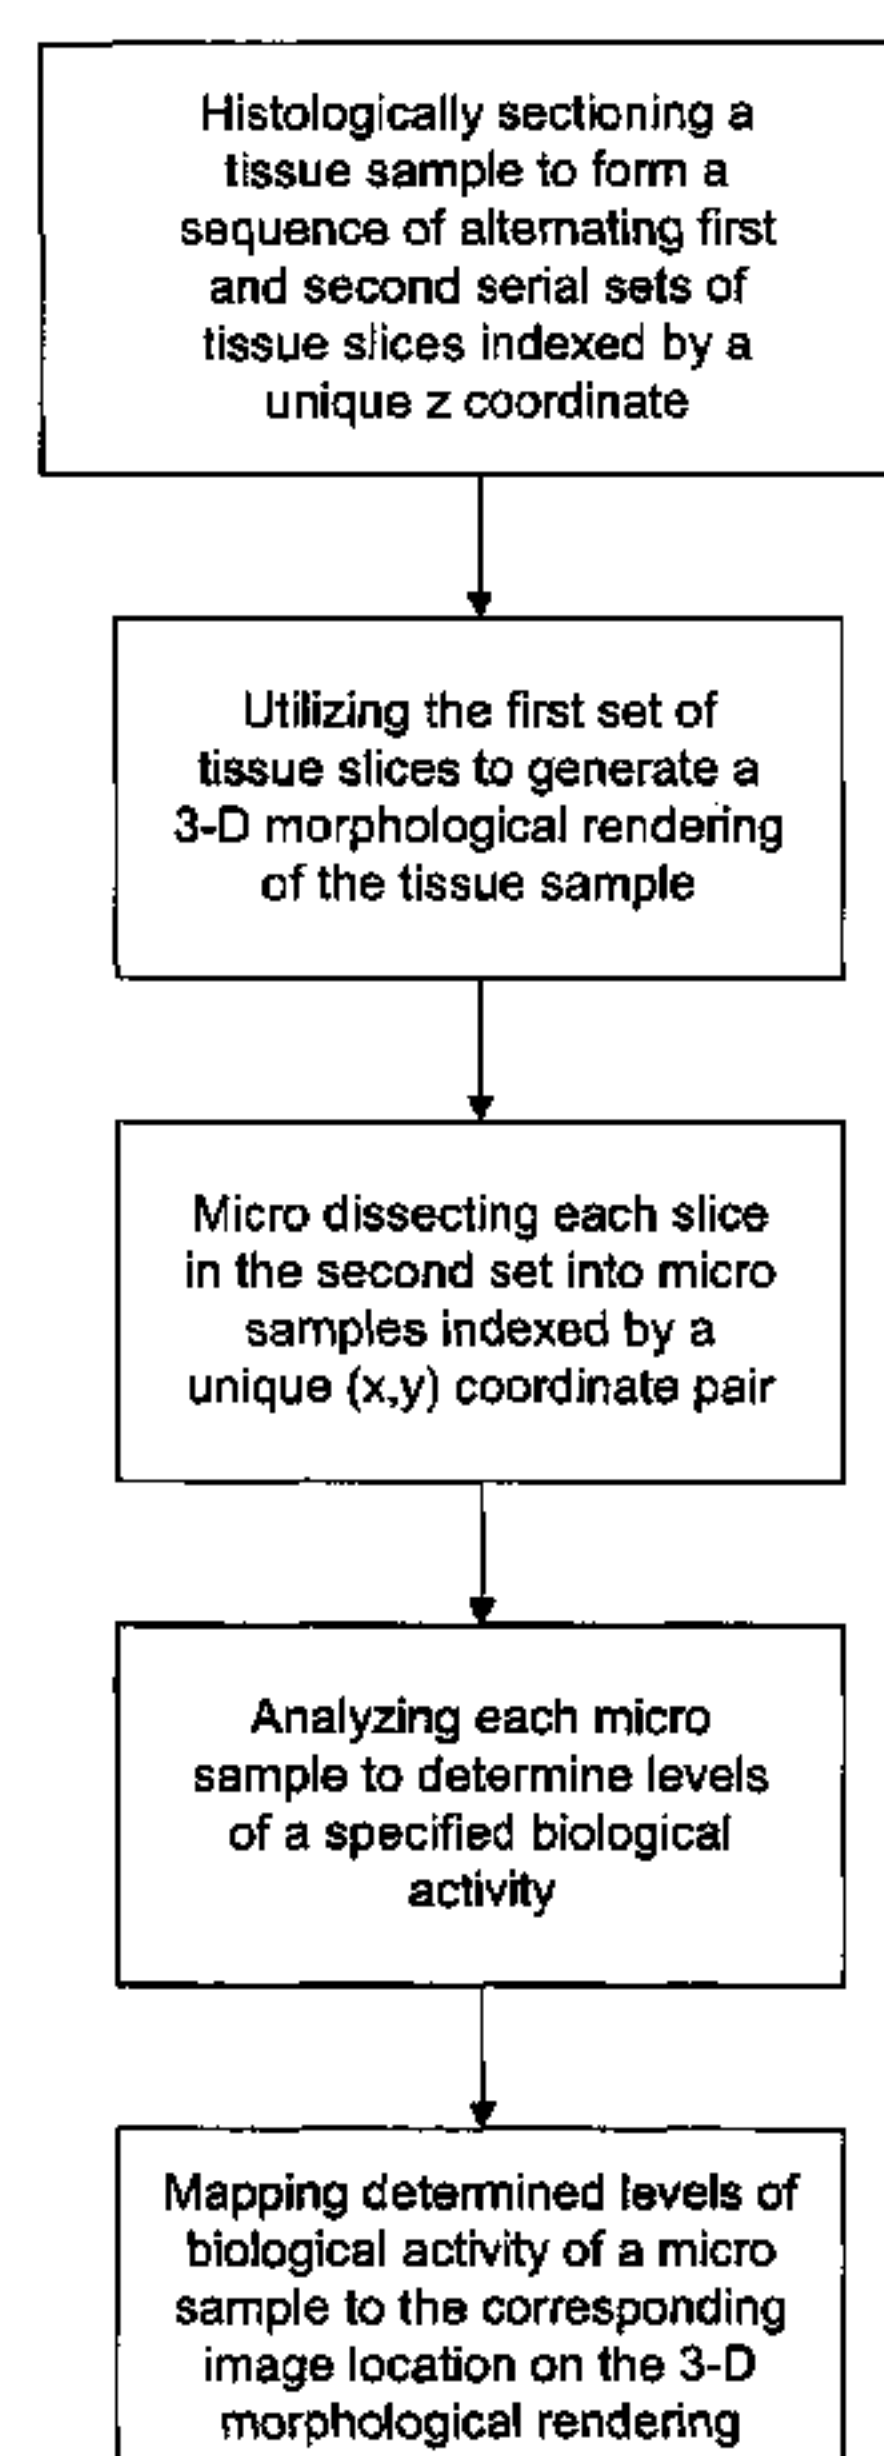 Histologically sectioning a
tissue sample to form a
sequence of alternating first
and second serial sets of
tissue slices indexed by a
unique z coordinate
Utilizing the first set of
tissue slices to generate a
3-D morphological rendering
of the tissue sample
Micro dissecting each slice
in the second set into micro
samples indexed by a
unique (x,y) coordinate pair
Analyzing each micro
sample to determine levels
of a specified biological
activity
Mapping determined levels of
biological activity of a micro
sample to the corresponding
image location on the 3-D
morphological rendering